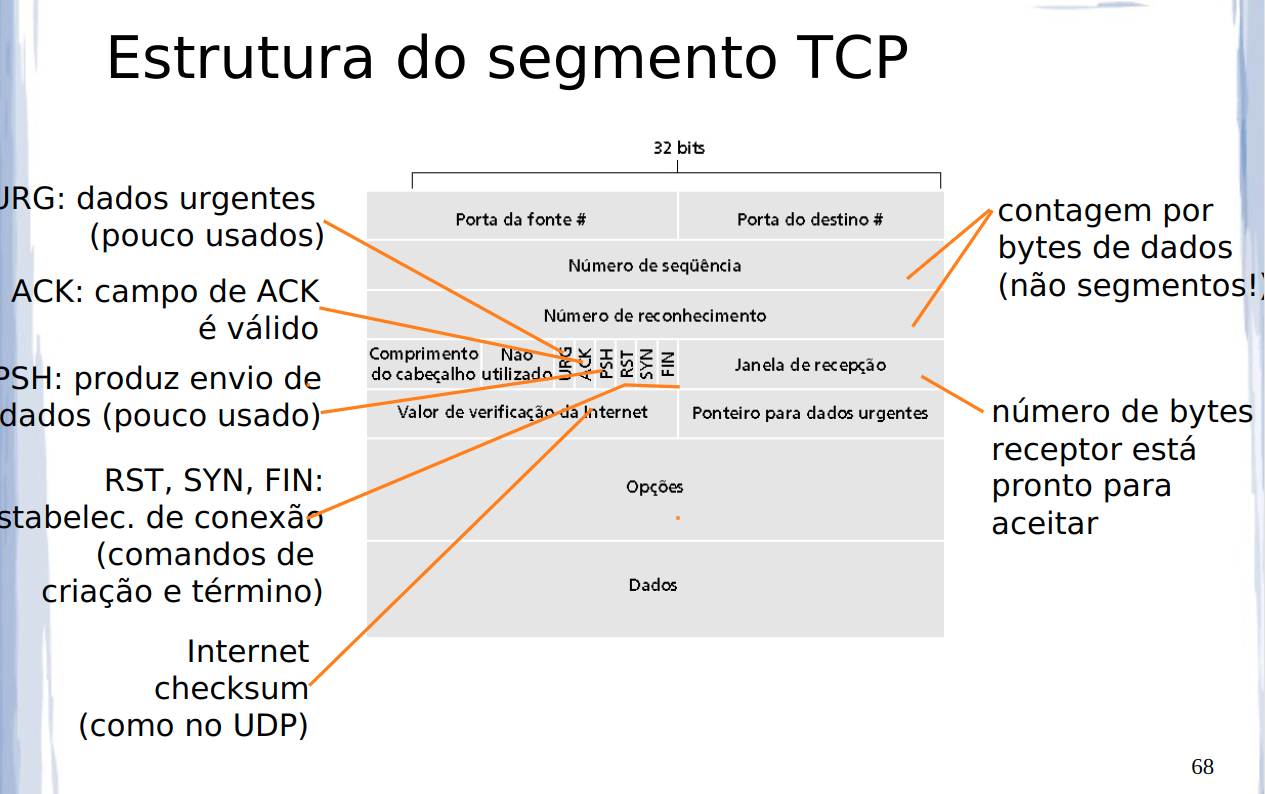 Estrutura do segmento TCP
32 bits
URG: dados urgentes
(pouco usados)
ACK: campo de ACK
é válido
PSH: produz envio de
dados (pouco usado)
RST, SYN, FIN:
stabelec. de conexão
(comandos de
criação e término)
Internet
checksum
(como no UDP)
Porta da fonte #
Porta do destino #
Número de seqüência
Número de reconhecimento
Comprimento
do cabeçalho
Não
utilizado
URG
ACK
PSH
RST
SYN
FIN
Janela de recepção
Valor de verificação da Internet
Ponteiro para dados urgentes
Opções
Dados
contagem por
bytes de dados
(não segmentos!)
número de bytes
receptor está
pronto para
aceitar
68